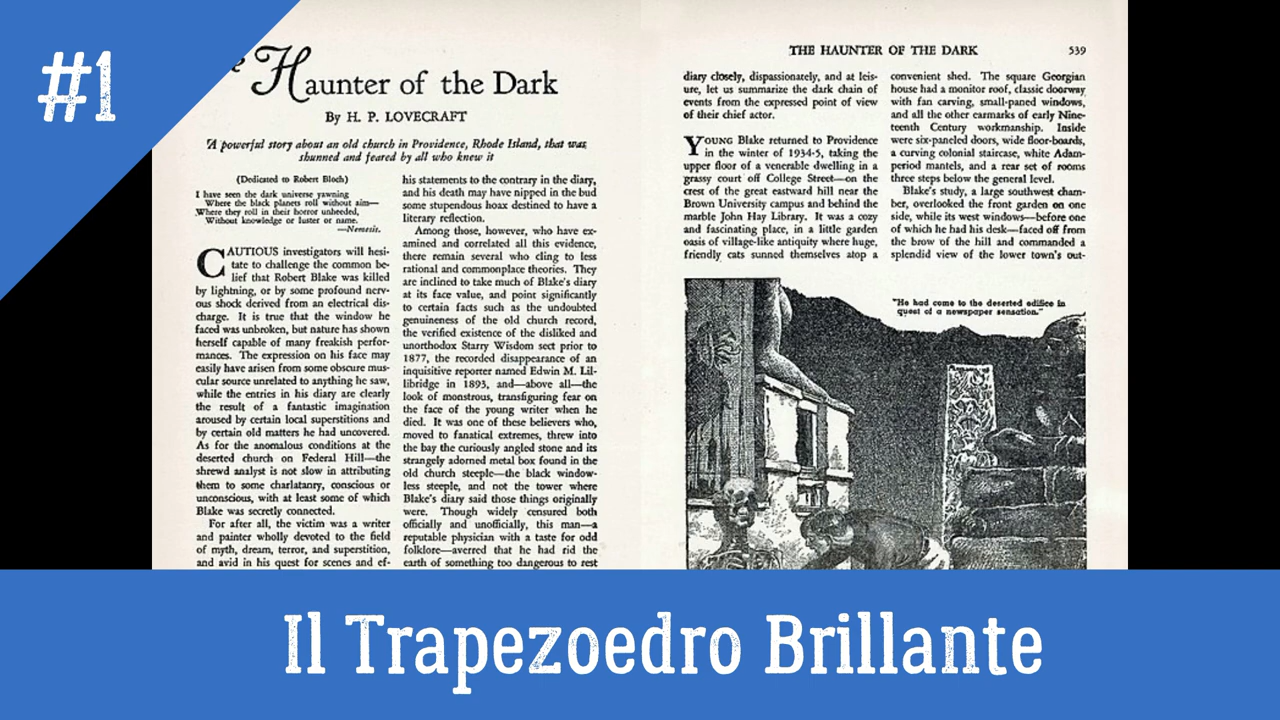 #1
Haunter of the Dark
By H. P. LOVECRAFT
"A powerful story about an old church in Providence, Rhode Island, that was
shunned and feared by all who knew it
(Dedicated to Robert Bloch)
I have seen the dark universe yawning
Where the black planets roll without aim—
Where they roll in their horror unheeded,
Without knowledge or luster or name.
—Nemesis.
CAUTIOUS investigators will hesi-
tate to challenge the common be-
lief that Robert Blake was killed
by lightning, or by some profound nerv-
ous shock derived from an electrical dis-
charge. It is true that the window he
faced was unbroken, but nature has shown
herself capable of many freakish perfor-
mances. The expression on his face may
easily have arisen from some obscure mus-
cular source unrelated to anything he saw,
while the entries in his diary are clearly
the result of a fantastic imagination
aroused by certain local superstitions and
by certain old matters he had uncovered.
As for the anomalous conditions at the
deserted church on Federal Hill—the
shrewd analyst is not slow in attributing
them to some charlatanry, conscious or
unconscious, with at least some of which
Blake was secretly connected.
For after all, the victim was a writer
and painter wholly devoted to the field
of myth, dream, terror, and superstition,
and avid in his quest for scenes and ef-
his statements to the contrary in the diary,
and his death may have nipped in the bud
some stupendous hoax destined to have a
literary reflection.
Among those, however, who have ex-
amined and correlated all this evidence,
there remain several who cling to less
rational and commonplace theories. They
are inclined to take much of Blake's diary
at its face value, and point significantly
to certain facts such as the undoubted
genuineness of the old church record,
the verified existence of the disliked and
unorthodox Starry Wisdom sect prior to
1877, the recorded disappearance of an
inquisitive reporter named Edwin M. Lil-
libridge in 1893, and—above all—the
look of monstrous, transfiguring fear on
the face of the young writer when he
died. It was one of these believers who,
moved to fanatical extremes, threw into
the bay the curiously angled stone and its
strangely adorned metal box found in the
old church steeple—the black window-
less steeple, and not the tower where
Blake's diary said those things originally
were. Though widely censured both
officially and unofficially, this man—a
reputable physician with a taste for odd
folklore—averred that he had rid the
earth of something too dangerous to rest
THE HAUNTER OF THE DARK 539
diary closely, dispassionately, and at leis-
ure, let us summarize the dark chain of
events from the expressed point of view
of their chief actor.
YOUNG Blake returned to Providence
in the winter of 1934-5, taking the
upper floor of a venerable dwelling in a
grassy court off College Street—on the
crest of the great eastward hill near the
Brown University campus and behind the
marble John Hay Library. It was a cozy
and fascinating place, in a little garden
oasis of village-like antiquity where huge,
friendly cats sunned themselves atop a
convenient shed. The square Georgian
house had a monitor roof, classic doorway
with fan carving, small-paned windows,
and all the other earmarks of early Nine-
teenth Century workmanship. Inside
were six-paneled doors, wide floor-boards,
a curving colonial staircase, white Adam-
period mantels, and a rear set of rooms
three steps below the general level.
Blake's study, a large southwest cham-
ber, overlooked the front garden on one
side, while its west windows—before one
of which he had his desk—faced off from
the brow of the hill and commanded a
splendid view of the lower town's out-
"He had come to the deserted edifice in
quest of a newspaper sensation."
Il Trapezoedro Brillante